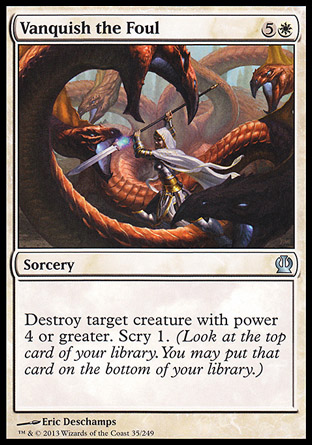 Vanquish the Foul 5
Sorcery
Destroy target creature with power
4 or greater. Scry 1. (Look at the top
card of your library. You may put that
card on the bottom of your library.)
Eric Deschamps
™ & © 2013 Wizards of the Coast 35/249